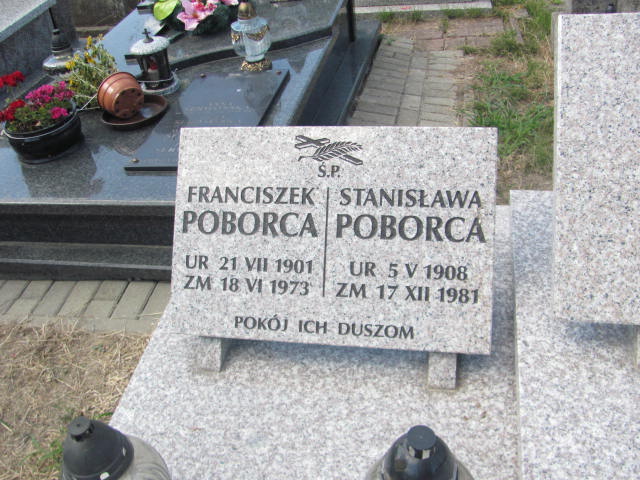 Ś.P.
FRANCISZEK
POBORCA
UR 21 VII 1901
ZM 18 VI 1973
STANISŁAWA
POBORCA
UR 5 V 1908
ZM 17 XII 1981
POKÓJ ICH DUSZOM